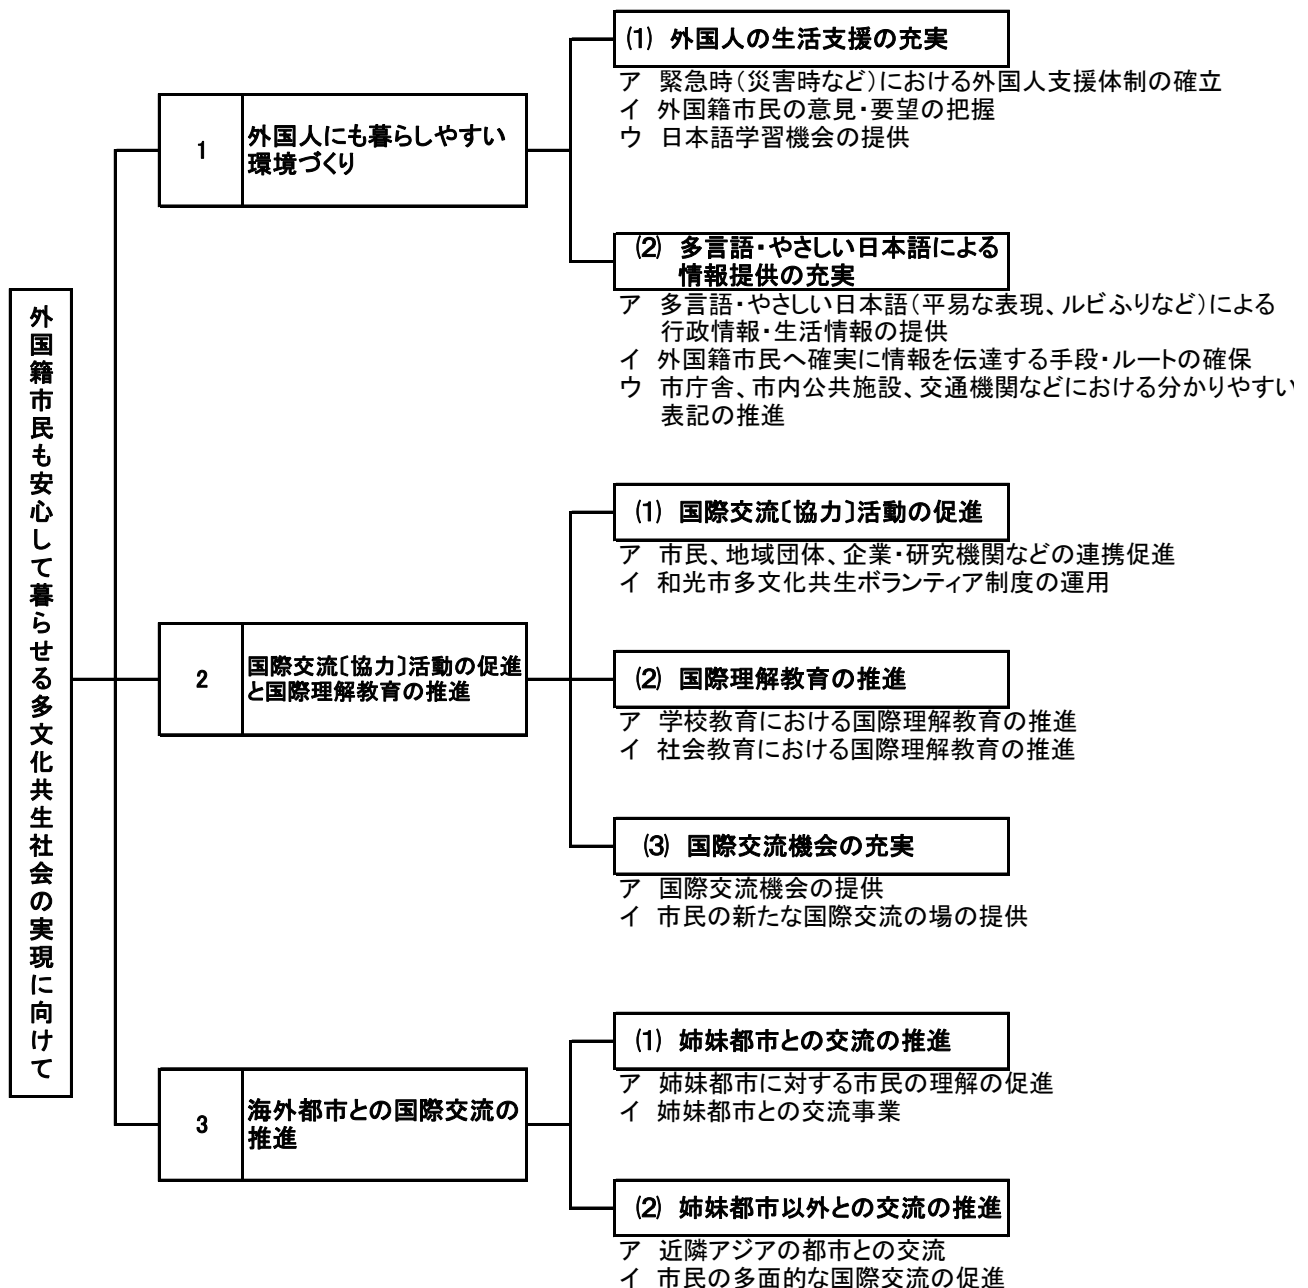 外国籍市民も安心して暮らせる多文化共生社会の実現に向けて
1
外国人にも暮らしやすい
環境づくり
(1) 外国人の生活支援の充実
ア 緊急時（災害時など）における外国人支援体制の確立
イ 外国籍市民の意見・要望の把握
ウ 日本語学習機会の提供
(2) 多言語・やさしい日本語による
情報提供の充実
ア 多言語・やさしい日本語（平易な表現、ルビふりなど）による
行政情報・生活情報の提供
イ 外国籍市民へ確実に情報を伝達する手段・ルートの確保
ウ 市庁舎、市内公共施設、交通機関などにおける分かりやすい
表記の推進
2
国際交流〔協力〕活動の促進
と国際理解教育の推進
(1) 国際交流〔協力〕活動の促進
ア 市民、地域団体、企業・研究機関などの連携促進
イ 和光市多文化共生ボランティア制度の運用
(2) 国際理解教育の推進
ア 学校教育における国際理解教育の推進
イ 社会教育における国際理解教育の推進
(3) 国際交流機会の充実
ア 国際交流機会の提供
イ 市民の新たな国際交流の場の提供
3
海外都市との国際交流の
推進
(1) 姉妹都市との交流の推進
ア 姉妹都市に対する市民の理解の促進
イ 姉妹都市との交流事業
(2) 姉妹都市以外との交流の推進
ア 近隣アジアの都市との交流
イ 市民の多面的な国際交流の促進